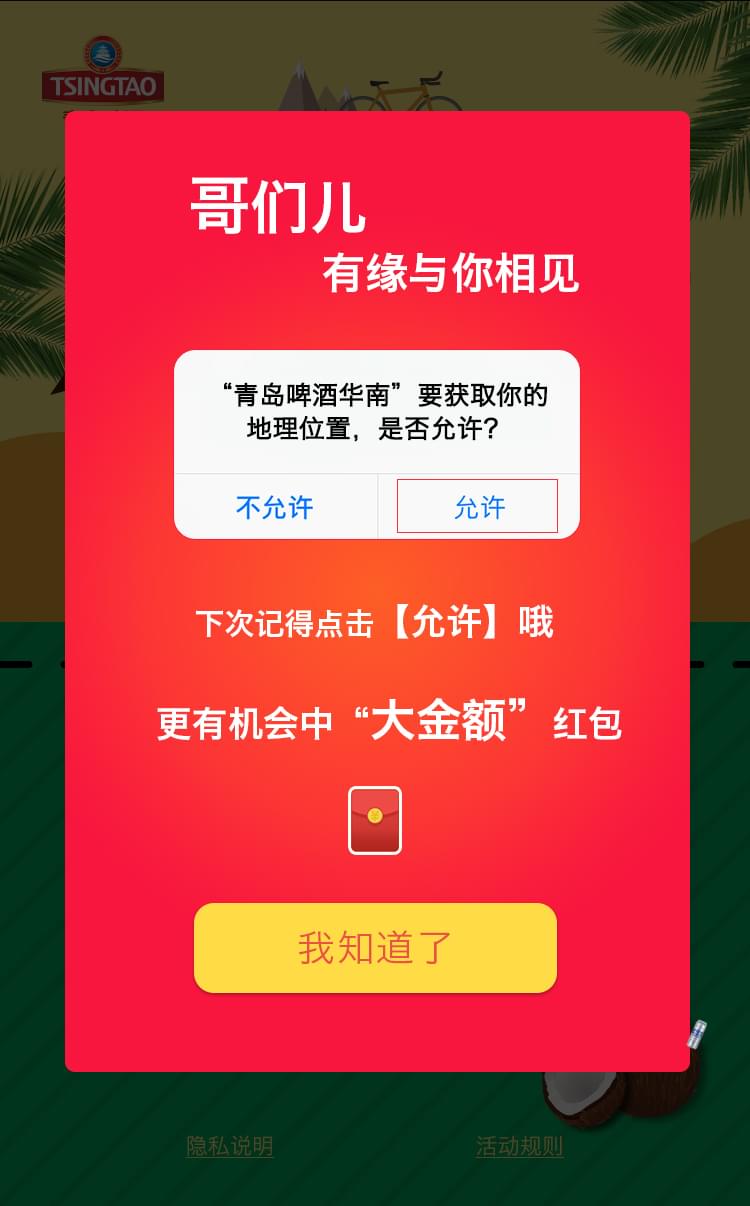 TSINGTAO
哥们儿
有缘与你相见
“青岛啤酒华南”要获取你的
地理位置，是否允许？
不允许
允许
下次记得点击【允许】哦
更有机会中“大金额”红包
我知道了
隐私说明
活动规则